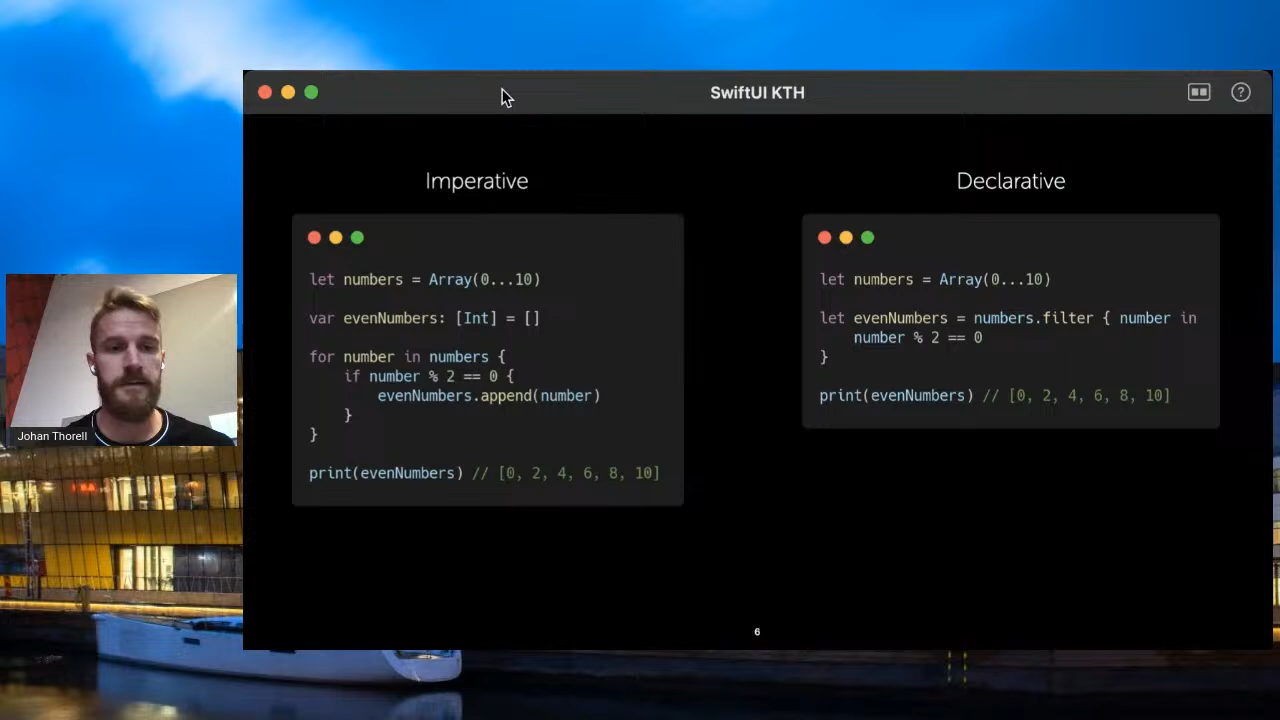 SwiftUI KTH
Imperative
let numbers = Array(0...10)
var evenNumbers: [Int] = []
for number in numbers {
    if number % 2 == 0 {
        evenNumbers.append(number)
    }
}
print(evenNumbers) // [0, 2, 4, 6, 8, 10]
Declarative
let numbers = Array(0...10)
let evenNumbers = numbers.filter { number in
    number % 2 == 0
}
print(evenNumbers) // [0, 2, 4, 6, 8, 10]
Johan Thorell
6